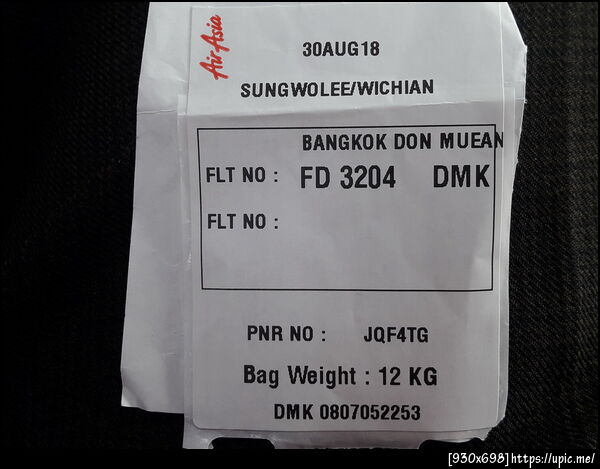 AirAsia
30AUG18
SUNGWOLEE/WICHIAN
BANGKOK DON MUEAN
FLT NO : FD 3204 DMK
FLT NO :
PNR NO : JQF4TG
Bag Weight : 12 KG
DMK 0807052253
[930x698]https://upic.me/